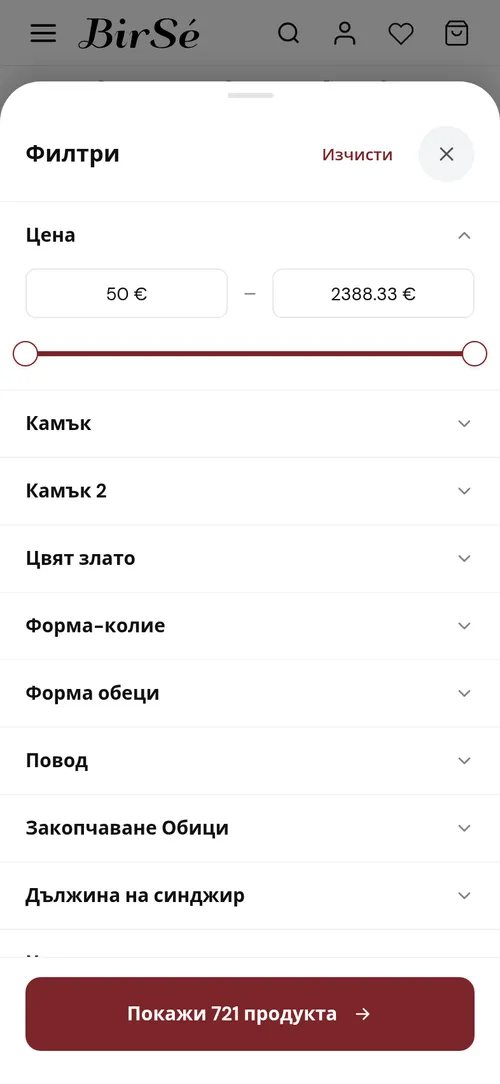 BirSé
Филтри
Изчисти
Цена
50 €
–
2388.33 €
Камък
Камък 2
Цвят злато
Форма-колие
Форма обеци
Повод
Закопчаване Обици
Дължина на синджир
Покажи 721 продукта →